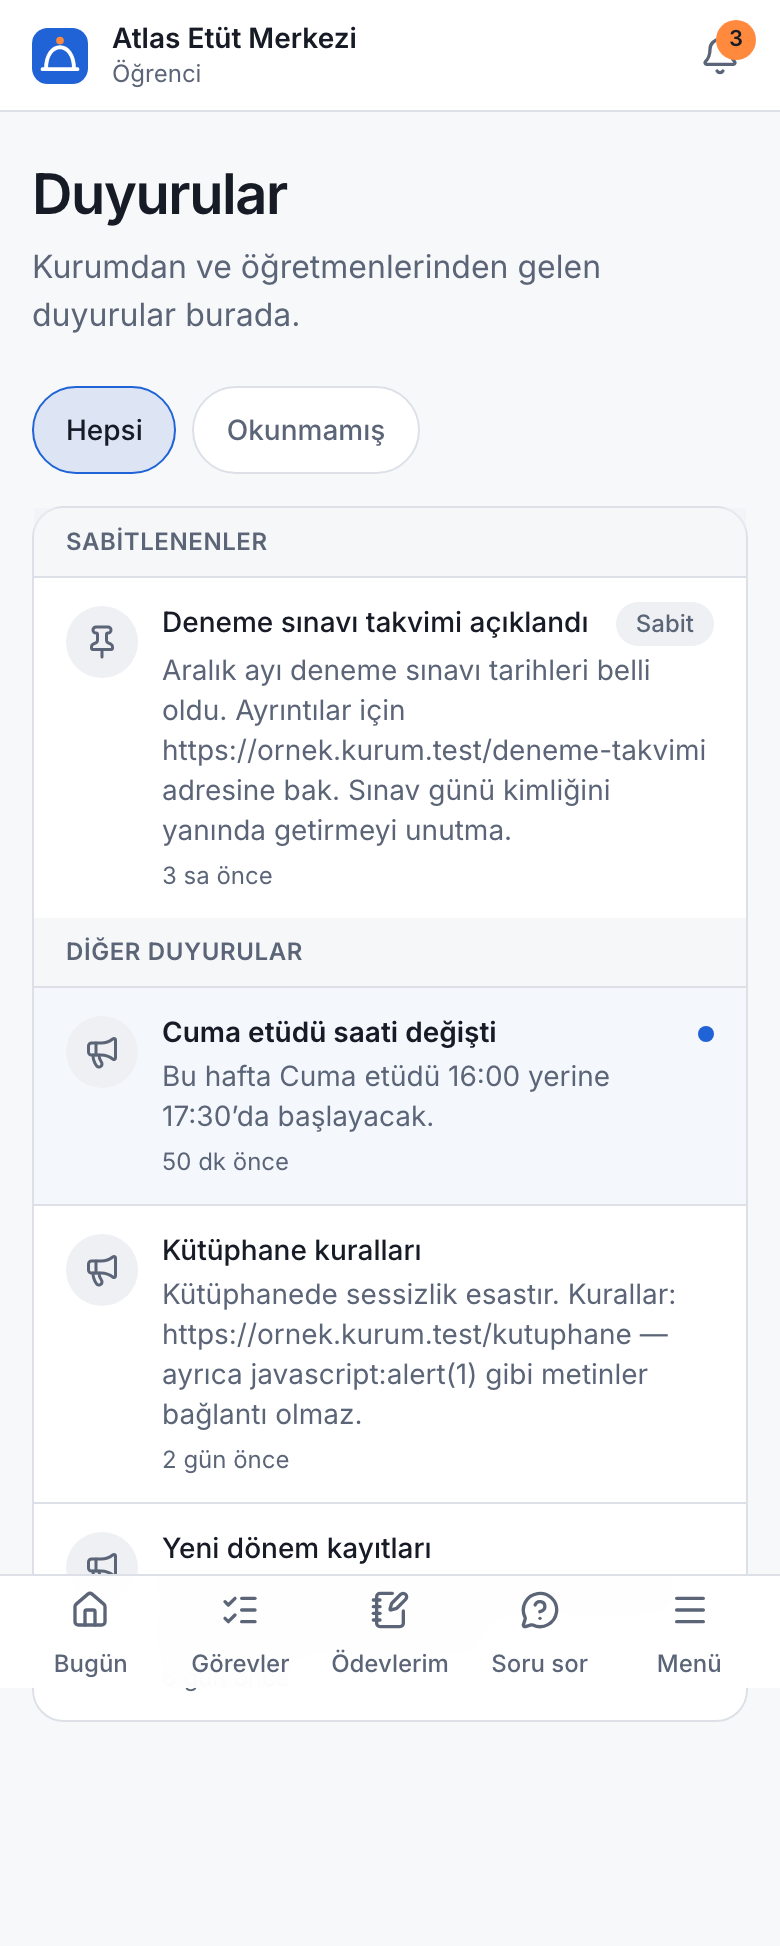 Atlas Etüt Merkezi
Öğrenci
3
Duyurular
Kurumdan ve öğretmenlerinden gelen
duyurular burada.
Hepsi
Okunmamış
SABİTLENENLER
Deneme sınavı takvimi açıklandı
Sabit
Aralık ayı deneme sınavı tarihleri belli
oldu. Ayrıntılar için
https://ornek.kurum.test/deneme-takvimi
adresine bak. Sınav günü kimliğini
yanında getirmeyi unutma.
3 sa önce
DİĞER DUYURULAR
Cuma etüdü saati değişti
Bu hafta Cuma etüdü 16:00 yerine
17:30’da başlayacak.
50 dk önce
Kütüphane kuralları
Kütüphanede sessizlik esastır. Kurallar:
https://ornek.kurum.test/kutuphane —
ayrıca javascript:alert(1) gibi metinler
bağlantı olmaz.
2 gün önce
Yeni dönem kayıtları
Bugün
Görevler
Ödevlerim
Soru sor
Menü